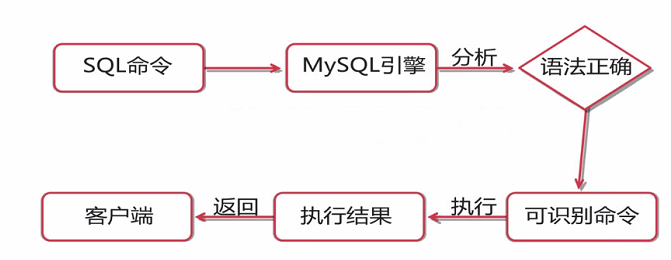 SQL命令
MySQL引擎
分析
语法正确
可识别命令
执行
执行结果
返回
客户端